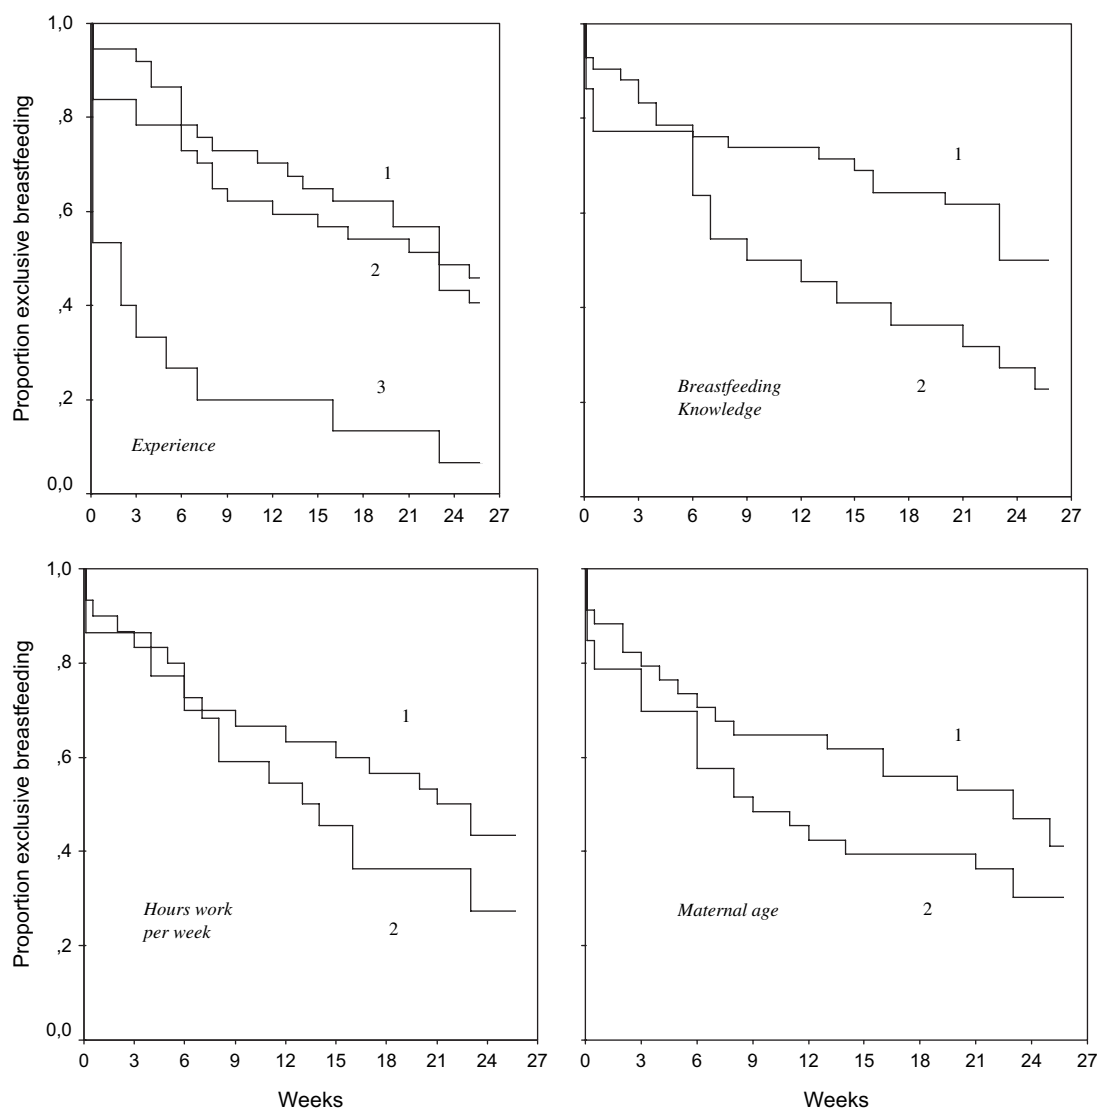 Proportion exclusive breastfeeding
1,0
,8
,6
,4
,2
0,0
1
2
3
Experience
0 3 6 9 12 15 18 21 24 27
1
2
Breastfeeding
Knowledge
0 3 6 9 12 15 18 21 24 27
Proportion exclusive breastfeeding
1,0
,8
,6
,4
,2
0,0
1
2
Hours work
per week
0 3 6 9 12 15 18 21 24 27
Weeks
1
2
Maternal age
0 3 6 9 12 15 18 21 24 27
Weeks